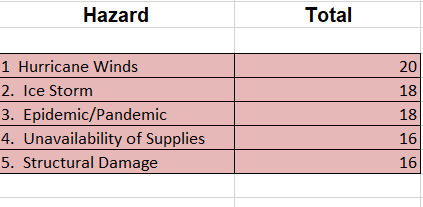 Hazard Total
1 Hurricane Winds 20
2. Ice Storm 18
3. Epidemic/Pandemic 18
4. Unavailability of Supplies 16
5. Structural Damage 16